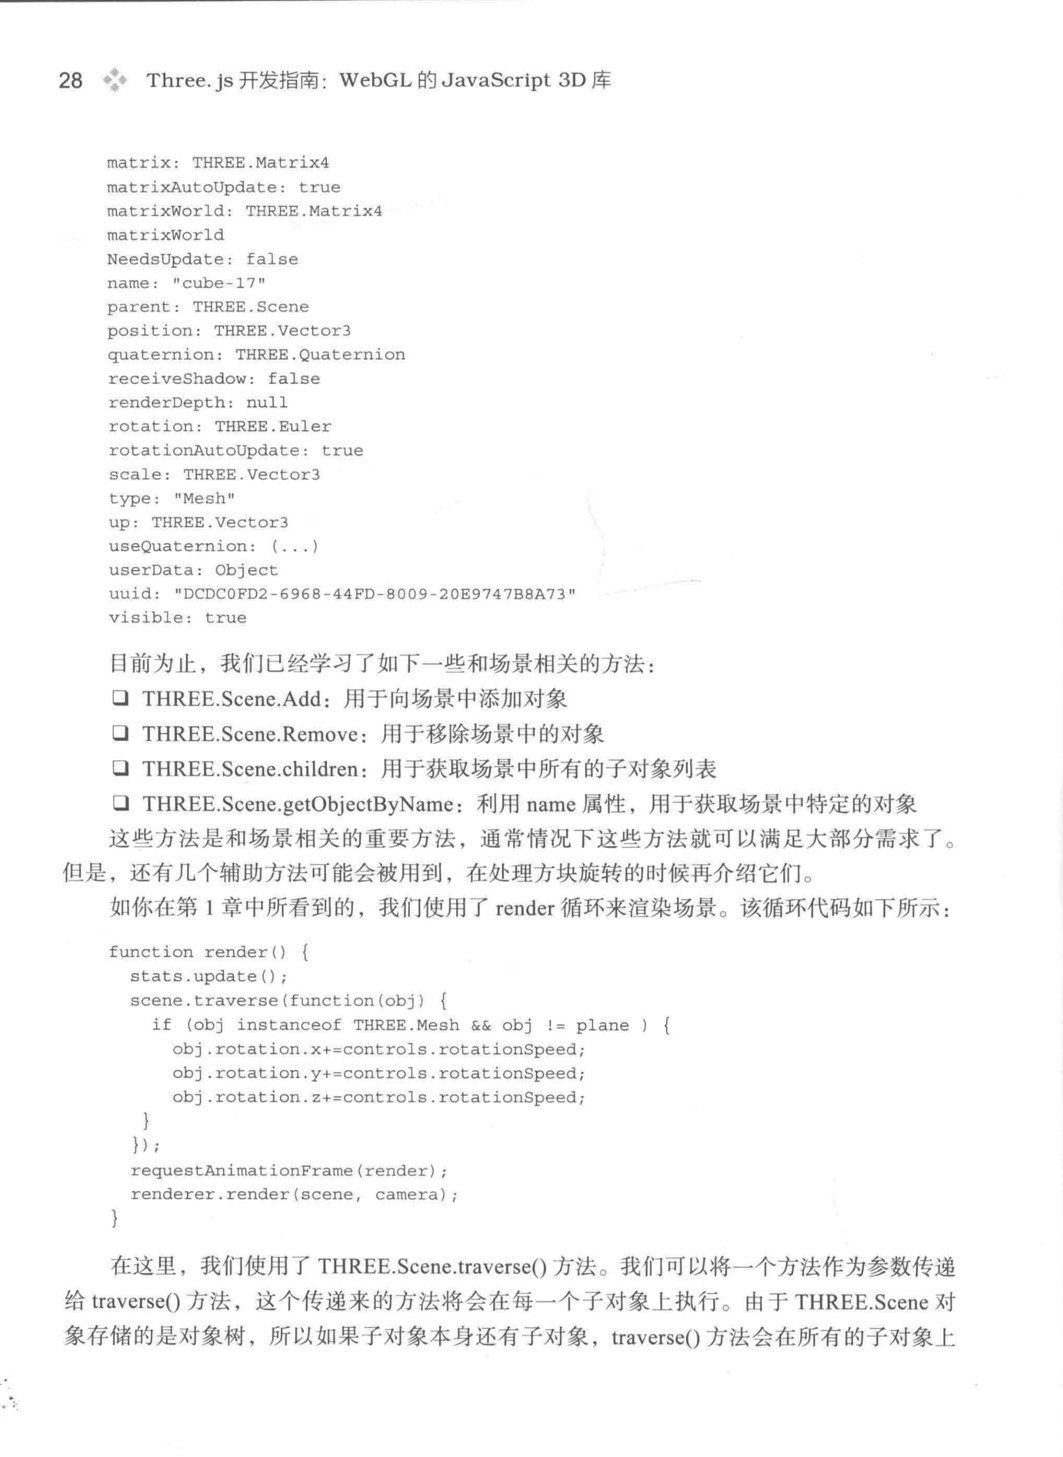 28 Three.js 开发指南：WebGL 的 JavaScript 3D 库
matrix: THREE.Matrix4
matrixAutoUpdate: true
matrixWorld: THREE.Matrix4
matrixWorld
NeedsUpdate: false
name: "cube-17"
parent: THREE.Scene
position: THREE.Vector3
quaternion: THREE.Quaternion
receiveShadow: false
renderDepth: null
rotation: THREE.Euler
rotationAutoUpdate: true
scale: THREE.Vector3
type: "Mesh"
up: THREE.Vector3
useQuaternion: (...)
userData: Object
uuid: "DCDC0FD2-6968-44FD-8009-20E9747B8A73"
visible: true
目前为止，我们已经学习了如下一些和场景相关的方法：
❑ THREE.Scene.Add：用于向场景中添加对象
❑ THREE.Scene.Remove：用于移除场景中的对象
❑ THREE.Scene.children：用于获取场景中所有的子对象列表
❑ THREE.Scene.getObjectByName：利用 name 属性，用于获取场景中特定的对象
这些方法是和场景相关的重要方法，通常情况下这些方法就可以满足大部分需求了。
但是，还有几个辅助方法可能会被用到，在处理方块旋转的时候再介绍它们。
如你在第 1 章中所看到的，我们使用了 render 循环来渲染场景。该循环代码如下所示：
function render() {
  stats.update();
  scene.traverse(function(obj) {
    if (obj instanceof THREE.Mesh && obj != plane ) {
      obj.rotation.x+=controls.rotationSpeed;
      obj.rotation.y+=controls.rotationSpeed;
      obj.rotation.z+=controls.rotationSpeed;
    }
  });
  requestAnimationFrame(render);
  renderer.render(scene, camera);
}
在这里，我们使用了 THREE.Scene.traverse() 方法。我们可以将一个方法作为参数传递
给 traverse() 方法，这个传递来的方法将会在每一个子对象上执行。由于 THREE.Scene 对
象存储的是对象树，所以如果子对象本身还有子对象，traverse() 方法会在所有的子对象上